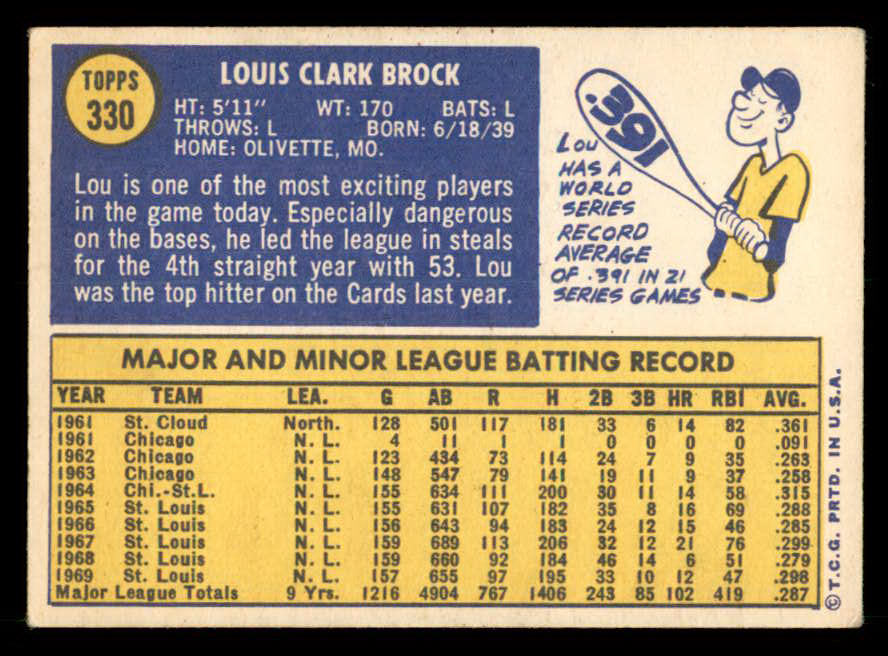 TOPPS
330
LOUIS CLARK BROCK
HT: 5'11" WT: 170 BATS: L
THROWS: L BORN: 6/18/39
HOME: OLIVETTE, MO.
Lou is one of the most exciting players
in the game today. Especially dangerous
on the bases, he led the league in steals
for the 4th straight year with 53. Lou
was the top hitter on the Cards last year.
.391
LOU
HAS A
WORLD
SERIES
RECORD
AVERAGE
OF .391 IN 21
SERIES GAMES
MAJOR AND MINOR LEAGUE BATTING RECORD
YEAR TEAM LEA. G AB R H 2B 3B HR RBI AVG.
1961 St. Cloud North. 128 501 117 181 33 6 14 82 .361
1961 Chicago N. L. 4 11 1 1 0 0 0 0 .091
1962 Chicago N. L. 123 434 73 114 24 7 9 35 .263
1963 Chicago N. L. 148 547 79 141 19 11 9 37 .258
1964 Chi.-St.L. N. L. 155 634 111 200 30 11 14 58 .315
1965 St. Louis N. L. 155 631 107 182 35 8 16 69 .288
1966 St. Louis N. L. 156 643 94 183 24 12 15 46 .285
1967 St. Louis N. L. 159 689 113 206 32 12 21 76 .299
1968 St. Louis N. L. 159 660 92 184 46 14 6 51 .279
1969 St. Louis N. L. 157 655 97 195 33 10 12 47 .298
Major League Totals 9 Yrs. 1216 4904 767 1406 243 85 102 419 .287
© T.C.G. PRTD. IN U.S.A.